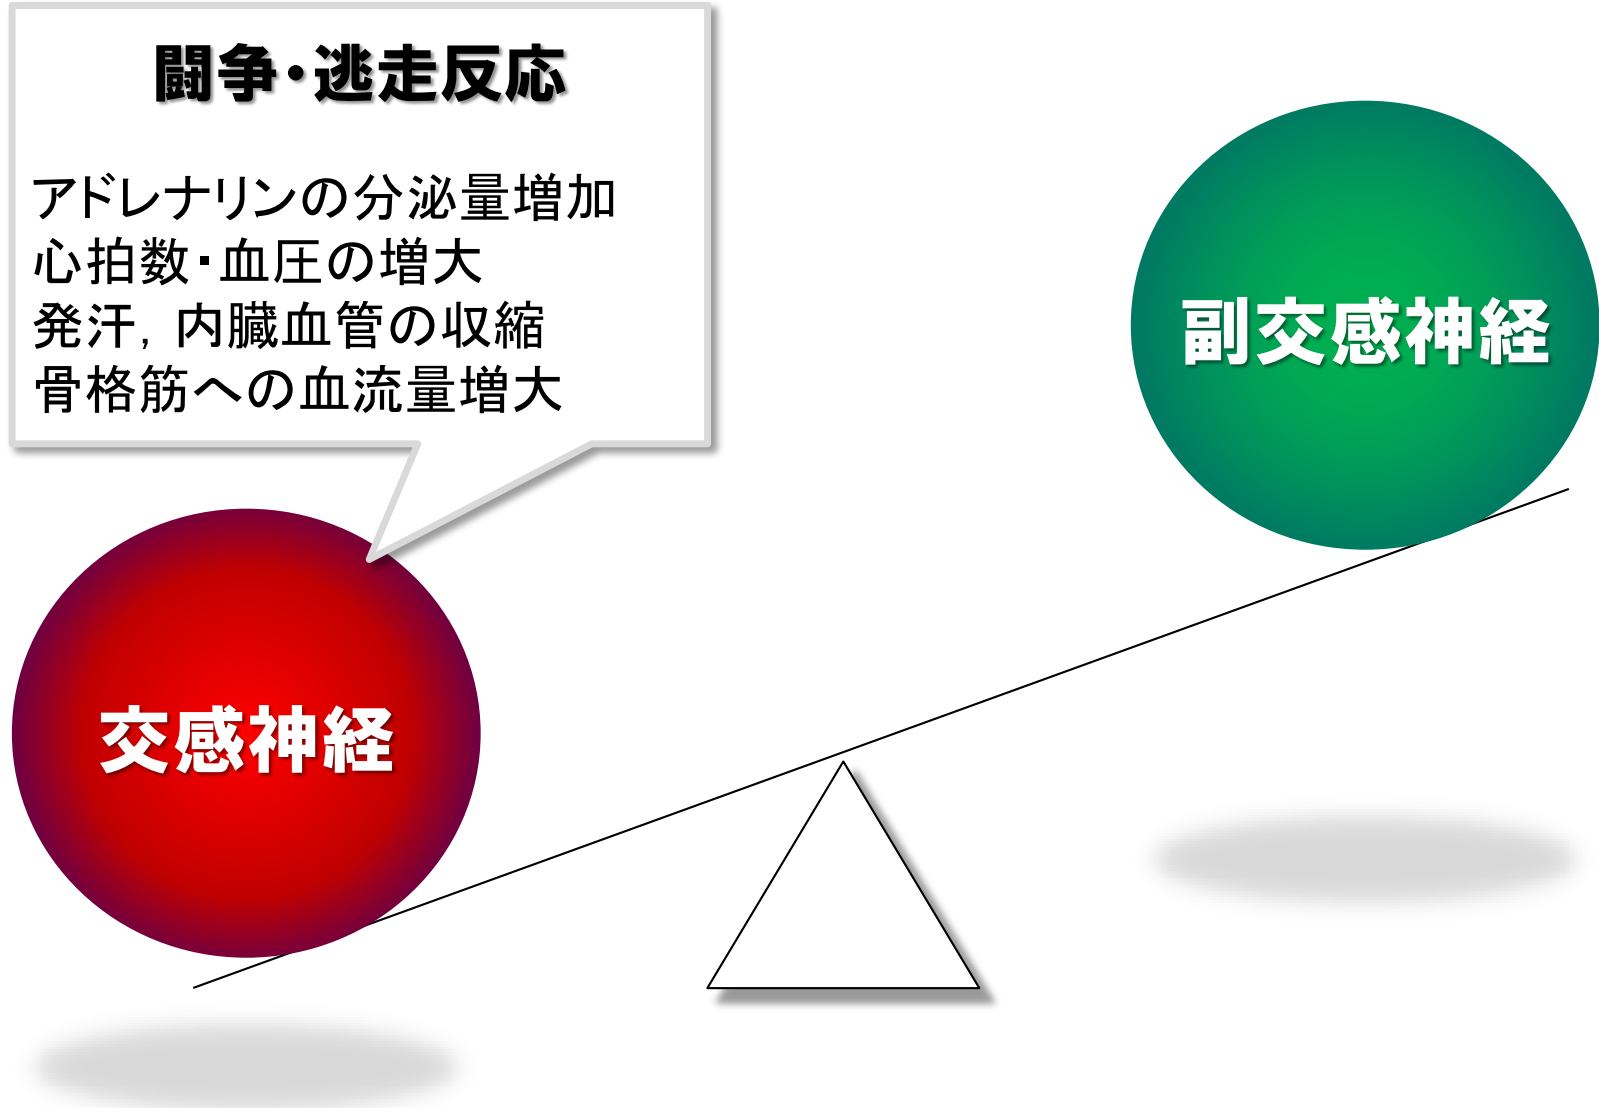 闘争・逃走反応
アドレナリンの分泌量増加
心拍数・血圧の増大
発汗，内臓血管の収縮
骨格筋への血流量増大
副交感神経
交感神経